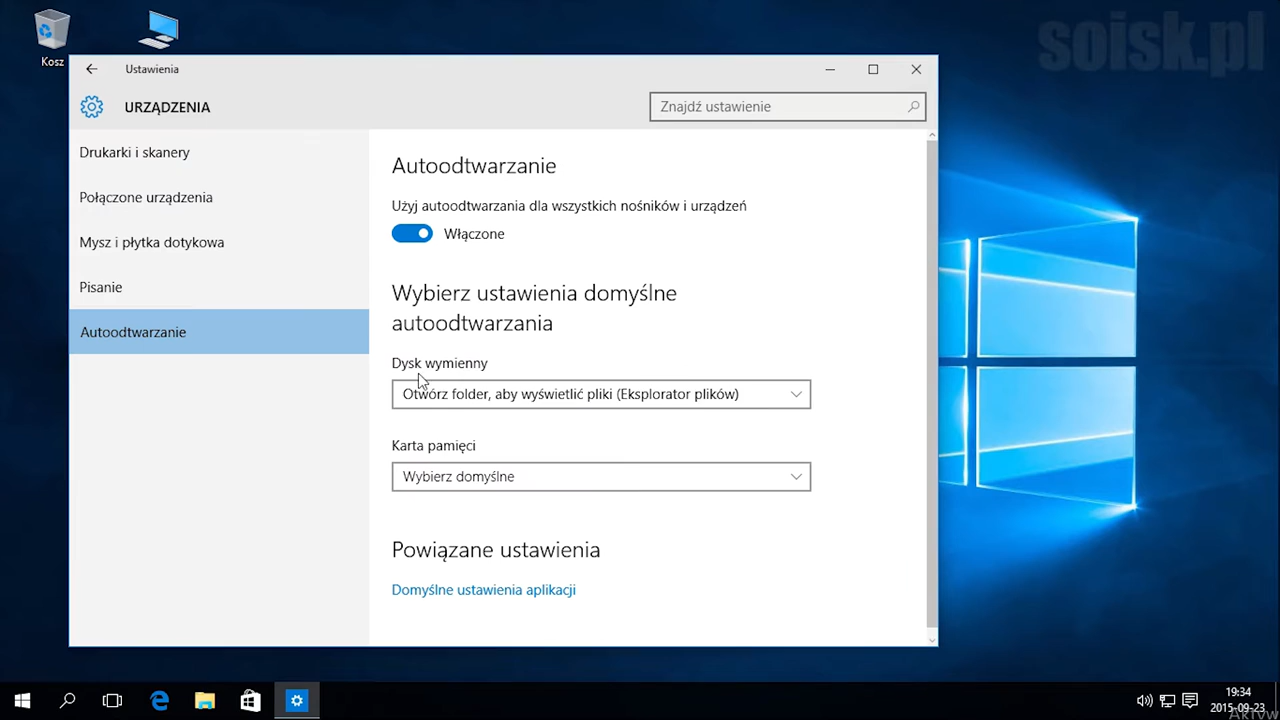 soisk.pl
Kosz
Ustawienia
URZĄDZENIA
Znajdź ustawienie
Drukarki i skanery
Połączone urządzenia
Mysz i płytka dotykowa
Pisanie
Autoodtwarzanie
Autoodtwarzanie
Użyj autoodtwarzania dla wszystkich nośników i urządzeń
Włączone
Wybierz ustawienia domyślne
autoodtwarzania
Dysk wymienny
Otwórz folder, aby wyświetlić pliki (Eksplorator plików)
Karta pamięci
Wybierz domyślne
Powiązane ustawienia
Domyślne ustawienia aplikacji
19:34
2015-09-23